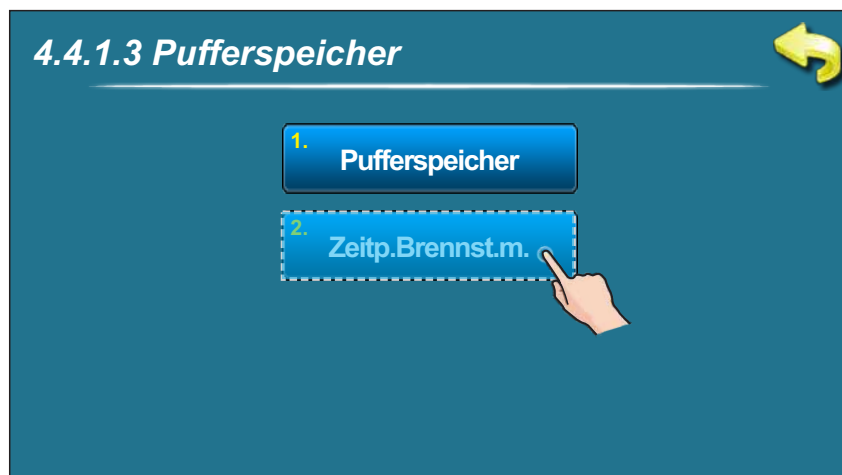 4.4.1.3 Pufferspeicher
1.
Pufferspeicher
2.
Zeitp.Brennst.m.